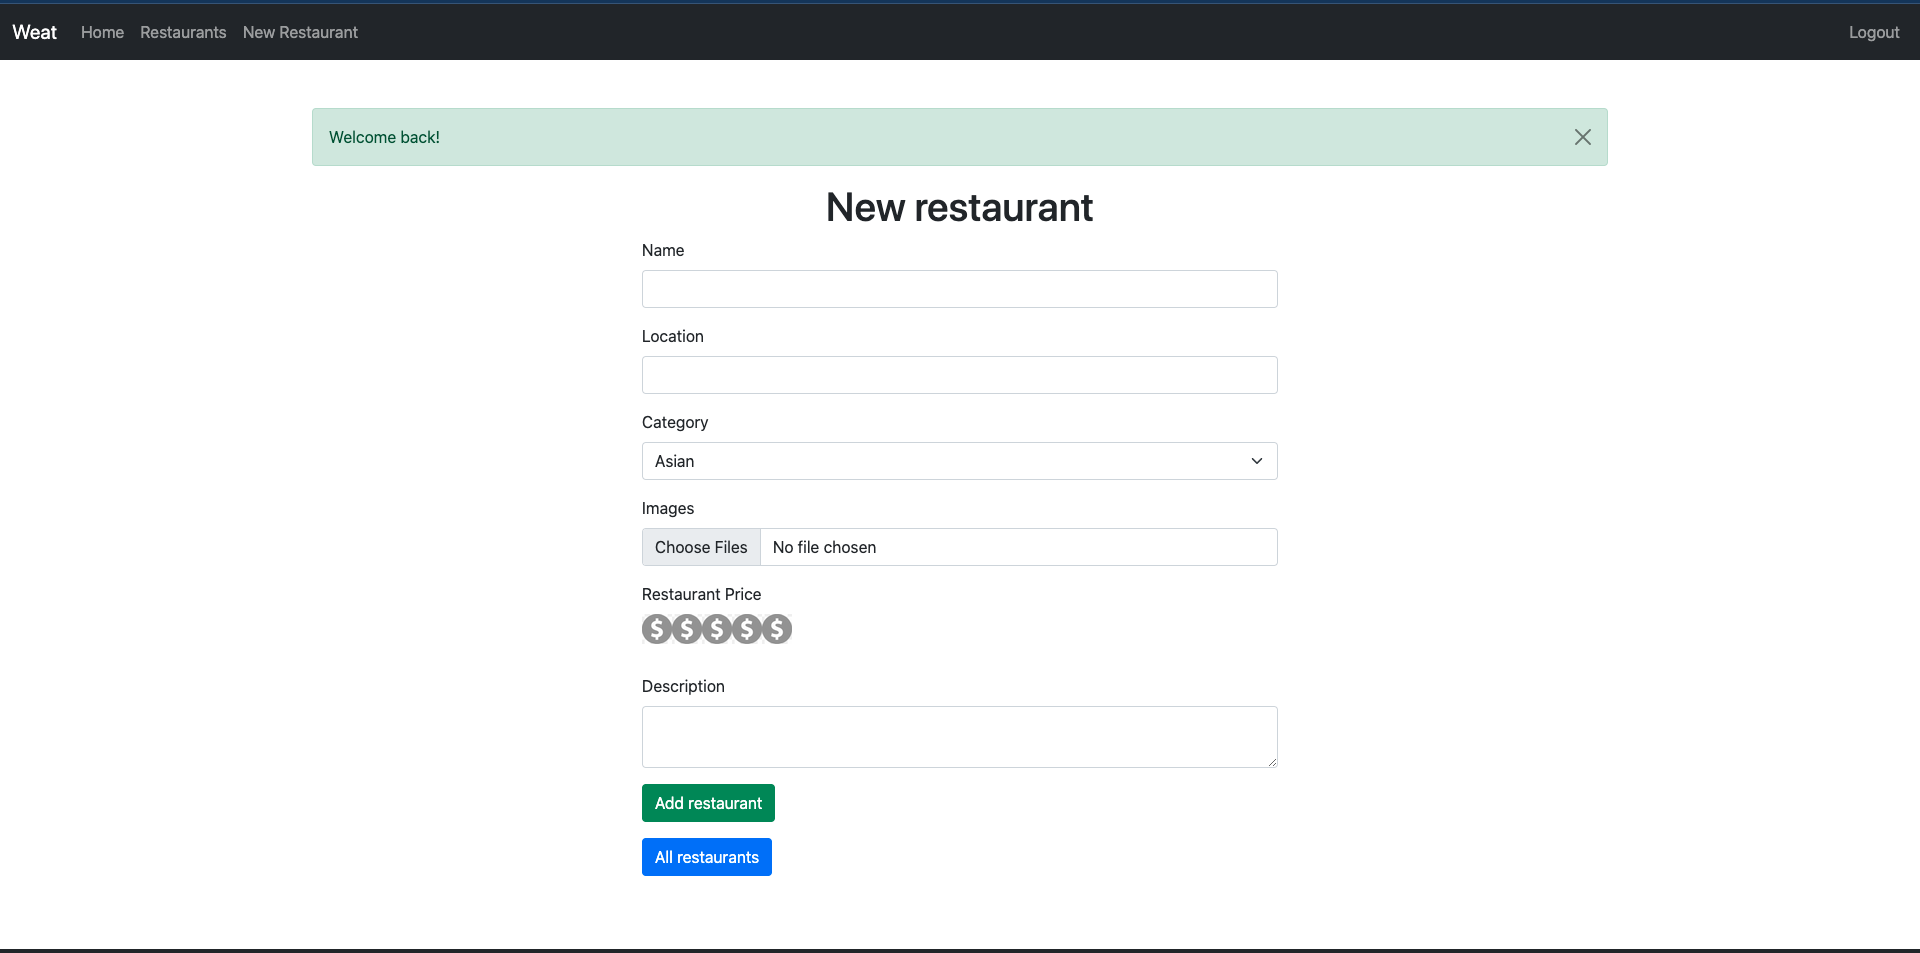 Weat Home Restaurants New Restaurant Logout
Welcome back!
New restaurant
Name
Location
Category
Asian
Images
Choose Files No file chosen
Restaurant Price
$ $ $ $ $
Description
Add restaurant
All restaurants